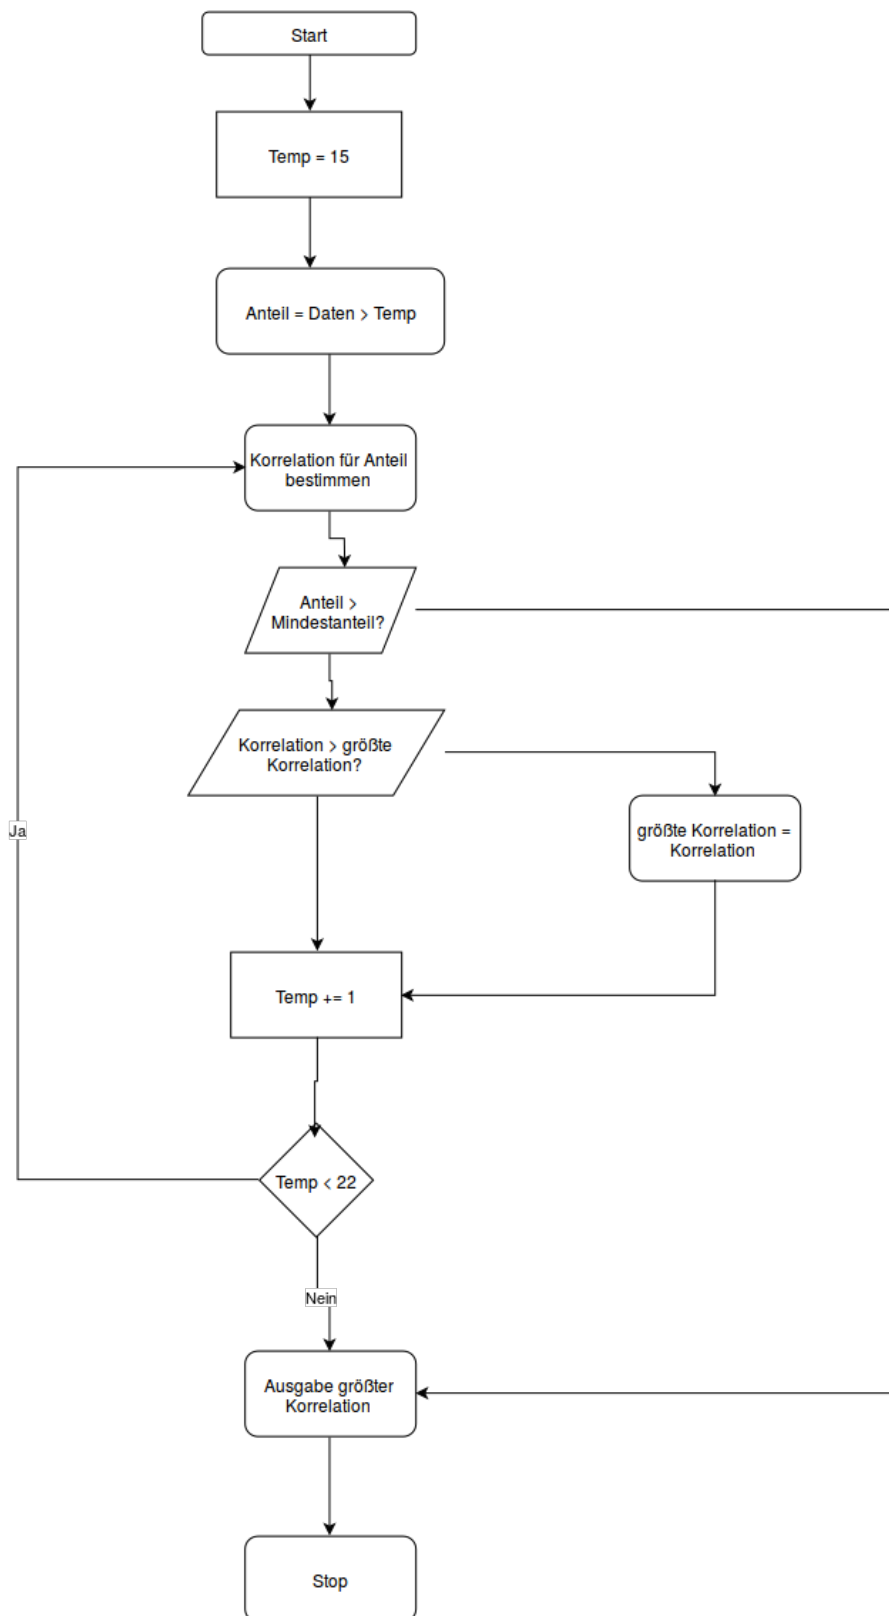 Start
Temp = 15
Anteil = Daten > Temp
Korrelation für Anteil
bestimmen
Anteil >
Mindestanteil?
Korrelation > größte
Korrelation?
größte Korrelation =
Korrelation
Ja
Temp += 1
Temp < 22
Nein
Ausgabe größter
Korrelation
Stop